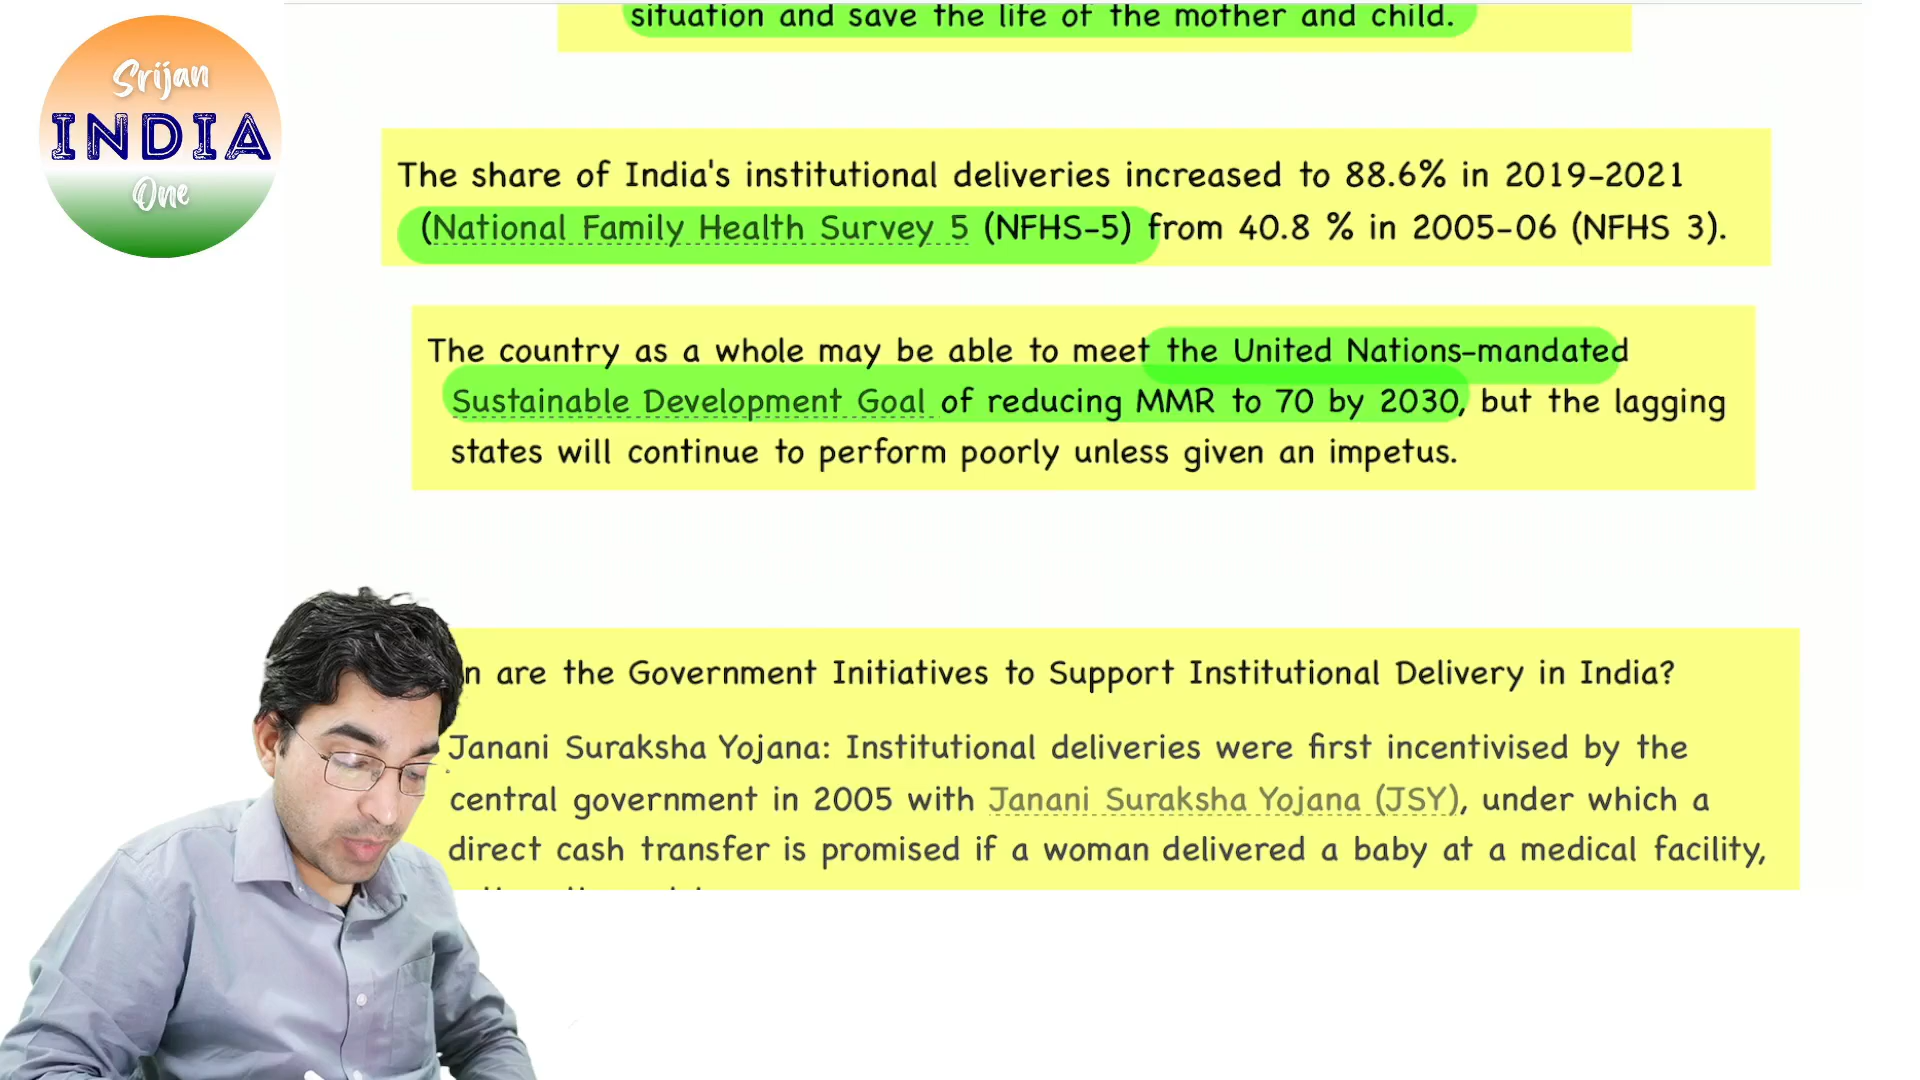 situation and save the life of the mother and child.
Srijan
INDIA
One
The share of India's institutional deliveries increased to 88.6% in 2019-2021
(National Family Health Survey 5 (NFHS-5) from 40.8 % in 2005-06 (NFHS 3).
The country as a whole may be able to meet the United Nations-mandated
Sustainable Development Goal of reducing MMR to 70 by 2030, but the lagging
states will continue to perform poorly unless given an impetus.
are the Government Initiatives to Support Institutional Delivery in India?
Janani Suraksha Yojana: Institutional deliveries were first incentivised by the
central government in 2005 with Janani Suraksha Yojana (JSY), under which a
direct cash transfer is promised if a woman delivered a baby at a medical facility,